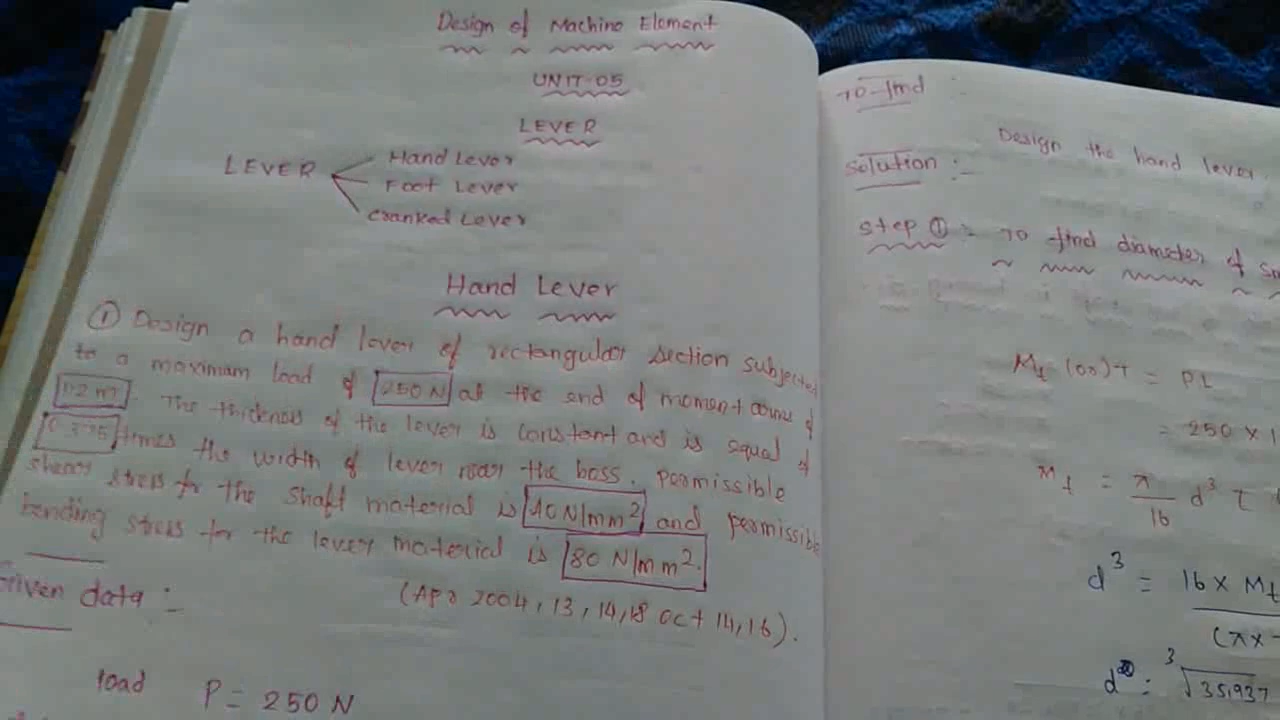 Design of Machine Element
UNIT-05
LEVER
LEVER
Hand Lever
Foot Lever
Cranked Lever
Hand Lever
① Design a hand lever of rectangular section subjected
to a maximum load of 250 N at the end of moment arm of
1.2 m. The thickness of the lever is constant and is equal of
0.375 times the width of lever near the boss. Permissible
shear stress for the shaft material is 40 N/mm² and permissible
bending stress for the lever material is 80 N/mm².
(Apr 2004, 13, 14, 18 Oct 14, 16).
Given data :-
load P = 250 N
To find :
Design the hand lever.
Solution :-
Step ① :- To find diameter of
Mt (or) T = PL
= 250 X 1
Mt = π/16 d³ τ
d³ = 16 x Mt
(π x
d = ³√35,937